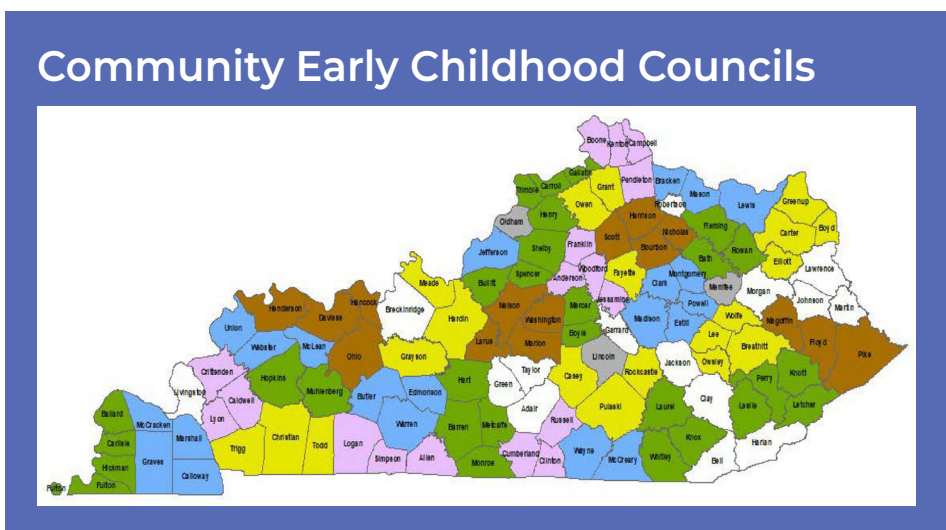 Community Early Childhood Councils
Boone
Kenton
Campbell
Gallatin
Grant
Pendleton
Bracken
Trimble
Carroll
Owen
Mason
Lewis
Greenup
Robertson
Oldham
Henry
Harrison
Nicholas
Fleming
Carter
Boyd
Scott
Rowan
Jefferson
Shelby
Franklin
Bourbon
Bath
Elliott
Lawrence
Woodford
Fayette
Montgomery
Menifee
Morgan
Bullitt
Spencer
Anderson
Clark
Johnson
Martin
Meade
Hancock
Breckinridge
Nelson
Washington
Mercer
Jessamine
Powell
Wolfe
Magoffin
Henderson
Daviess
Hardin
Madison
Estill
Floyd
Union
Larue
Marion
Boyle
Garrard
Lee
Breathitt
Pike
Webster
McLean
Ohio
Grayson
Lincoln
Rockcastle
Jackson
Owsley
Crittenden
Hopkins
Muhlenberg
Butler
Edmonson
Hart
Green
Taylor
Casey
Perry
Knott
Livingston
Caldwell
Adair
Pulaski
Laurel
Clay
Leslie
Letcher
Ballard
McCracken
Lyon
Warren
Barren
Metcalfe
Russell
Knox
Harlan
Carlisle
Marshall
Trigg
Christian
Todd
Logan
Simpson
Allen
Monroe
Cumberland
Clinton
Wayne
McCreary
Whitley
Bell
Hickman
Graves
Calloway
Fulton
Fulton